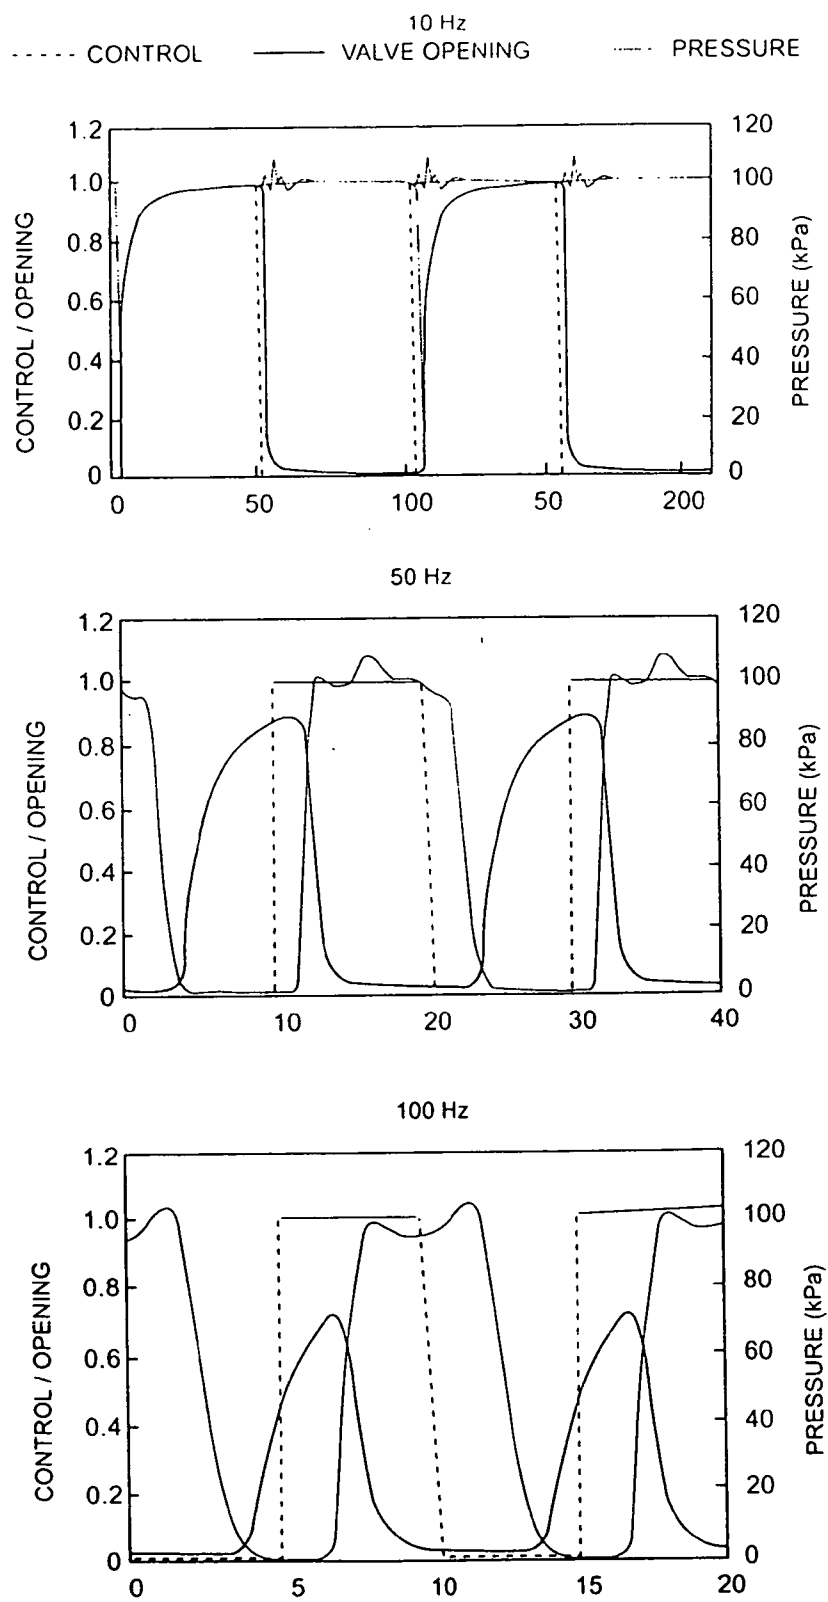 10 Hz
CONTROL VALVE OPENING PRESSURE
1.2 120
1.0 100
0.8 80
0.6 60
0.4 40
0.2 20
0 0
CONTROL / OPENING
PRESSURE (kPa)
0 50 100 50 200
50 Hz
1.2 120
1.0 100
0.8 80
0.6 60
0.4 40
0.2 20
0 0
CONTROL / OPENING
PRESSURE (kPa)
0 10 20 30 40
100 Hz
1.2 120
1.0 100
0.8 80
0.6 60
0.4 40
0.2 20
0 0
CONTROL / OPENING
PRESSURE (kPa)
0 5 10 15 20